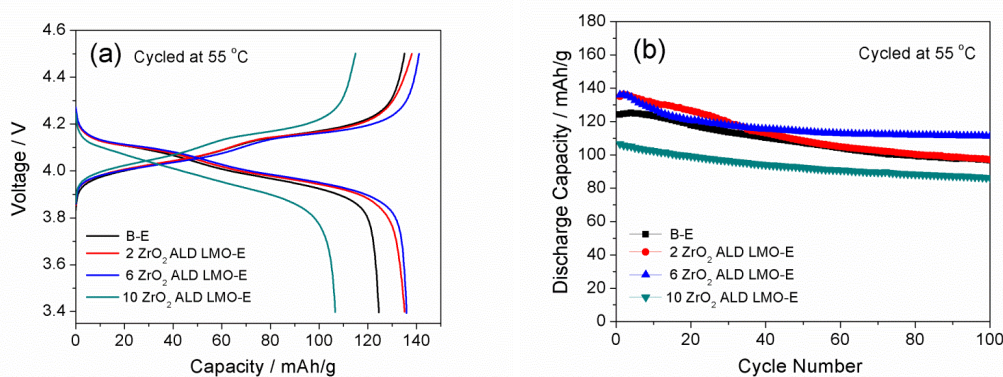 (a) Cycled at 55 °C
Voltage / V
4.6
4.4
4.2
4.0
3.8
3.6
3.4
B-E
2 ZrO₂ ALD LMO-E
6 ZrO₂ ALD LMO-E
10 ZrO₂ ALD LMO-E
0 20 40 60 80 100 120 140
Capacity / mAh/g
(b) Cycled at 55 °C
Discharge Capacity / mAh/g
180
160
140
120
100
80
60
40
20
0
B-E
2 ZrO₂ ALD LMO-E
6 ZrO₂ ALD LMO-E
10 ZrO₂ ALD LMO-E
0 20 40 60 80 100
Cycle Number